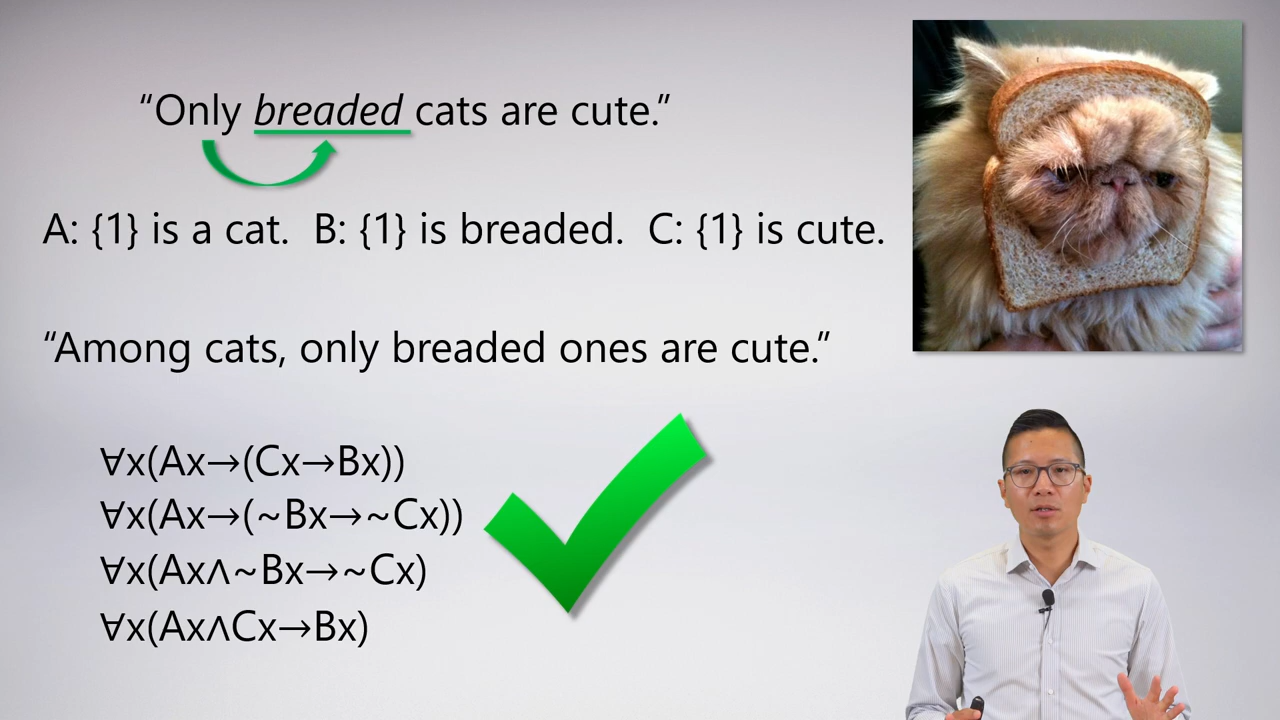 “Only breaded cats are cute.”
A: {1} is a cat.  B: {1} is breaded.  C: {1} is cute.
“Among cats, only breaded ones are cute.”
∀x(Ax→(Cx→Bx))
∀x(Ax→(~Bx→~Cx))
∀x(Ax∧~Bx→~Cx)
∀x(Ax∧Cx→Bx)